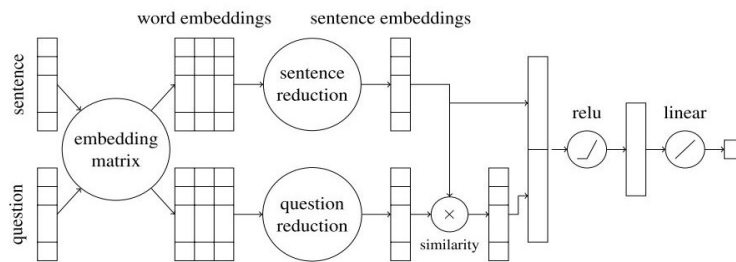 word embeddings
sentence embeddings
sentence
embedding
matrix
sentence
reduction
relu
linear
question
question
reduction
×
similarity